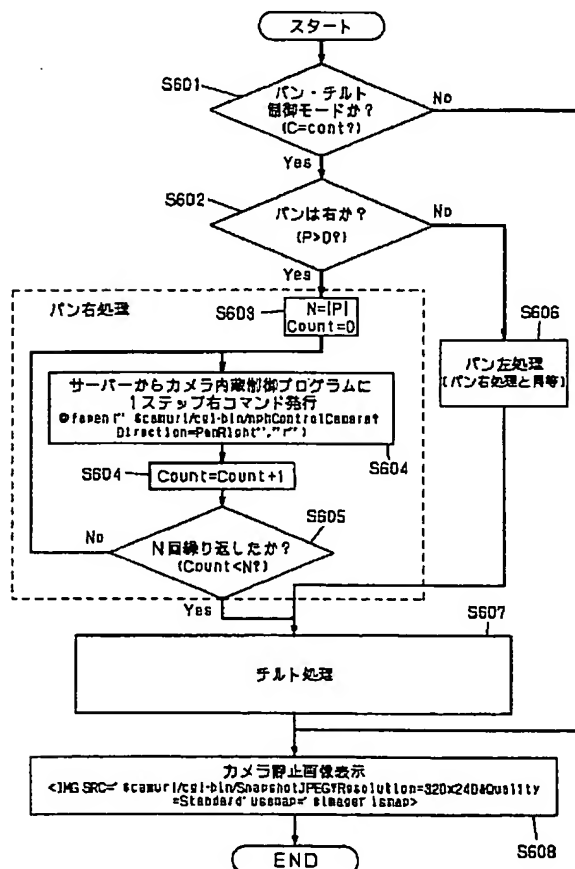 スタート
S601
パン・チルト
制御モードか?
(C=cont?)
No
Yes
S602
パンは右か?
(P>0?)
No
Yes
パン右処理
S603
N=|P|
Count=0
S606
パン左処理
(パン右処理と同等)
サーバーからカメラ内蔵制御プログラムに
1ステップ右コマンド発行
Direction=PanRight","r")
S604
S604
Count=Count+1
S605
N回繰り返したか?
(Count<N?)
No
Yes
S607
チルト処理
カメラ静止画像表示
S608
END